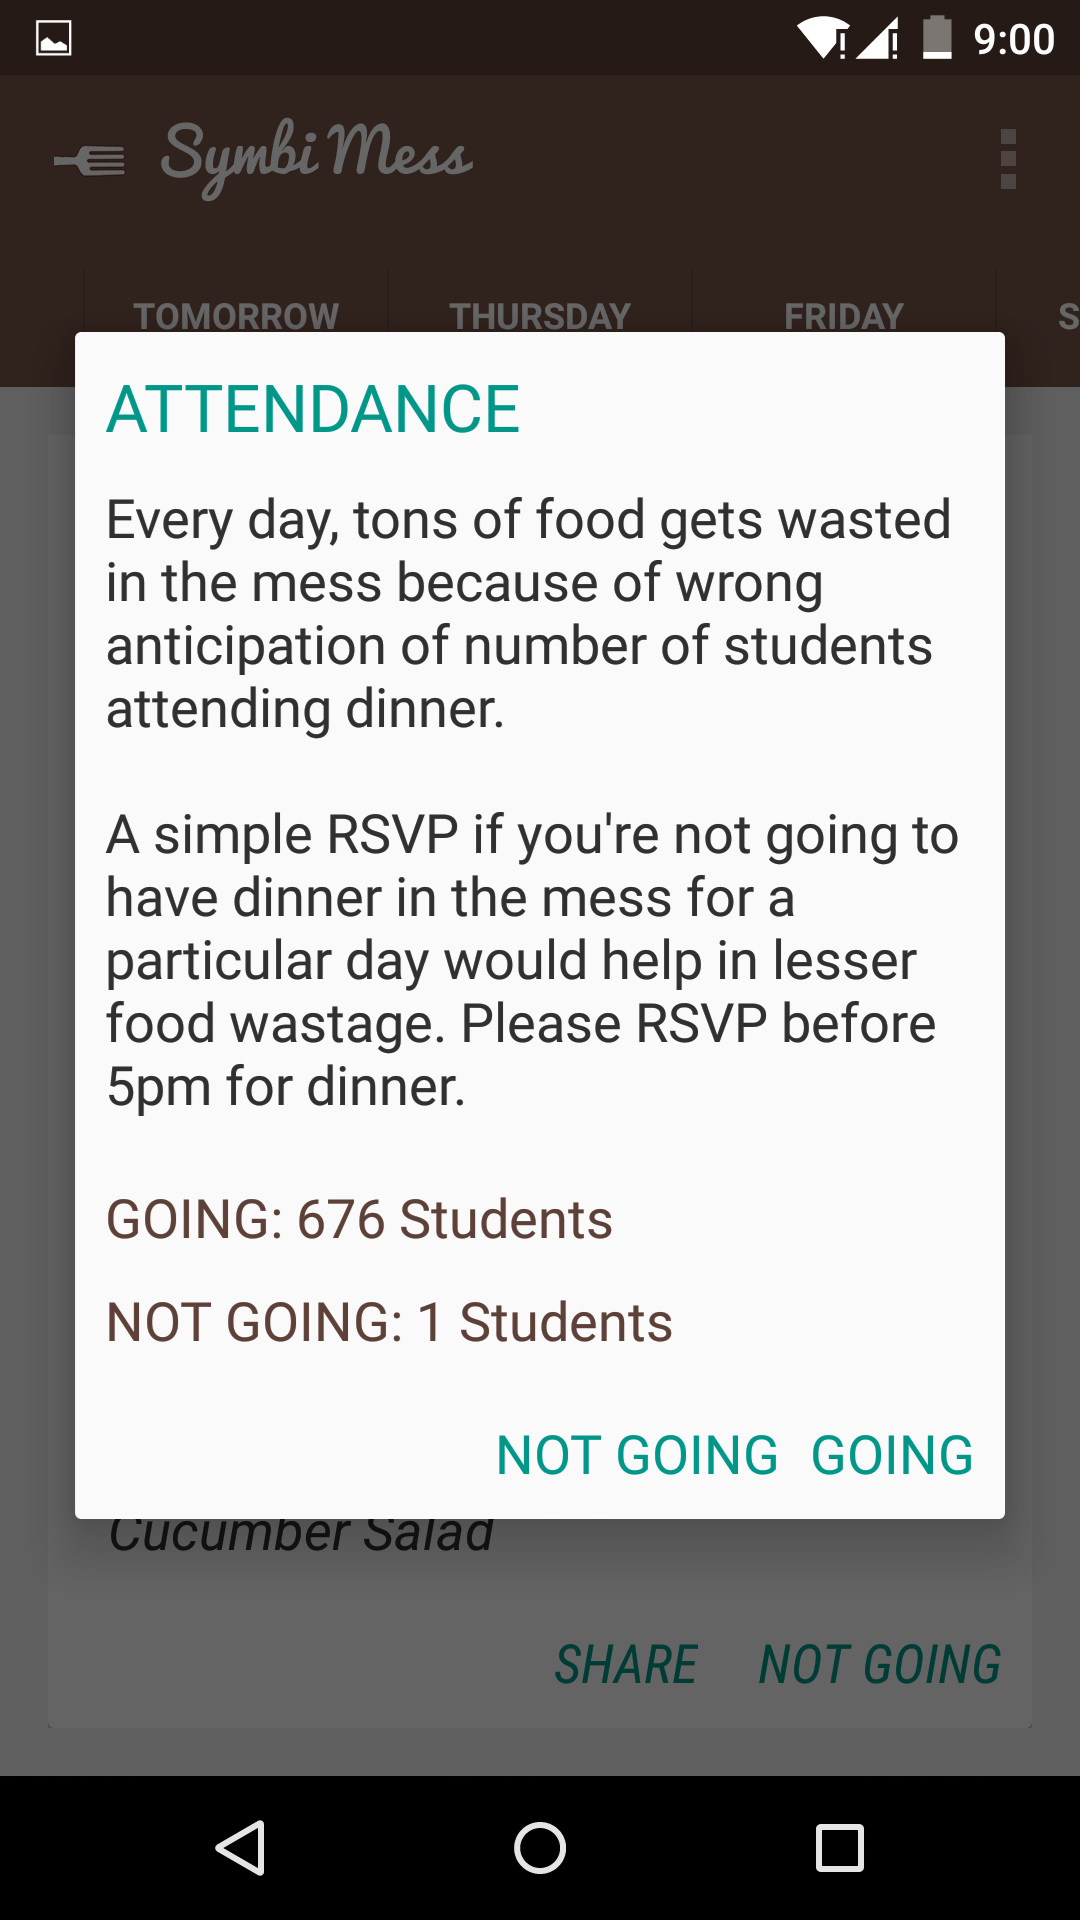 9:00
Symbi Mess
TOMORROW THURSDAY FRIDAY S
ATTENDANCE
Every day, tons of food gets wasted
in the mess because of wrong
anticipation of number of students
attending dinner.
A simple RSVP if you're not going to
have dinner in the mess for a
particular day would help in lesser
food wastage. Please RSVP before
5pm for dinner.
GOING: 676 Students
NOT GOING: 1 Students
NOT GOING GOING
Cucumber Salad
SHARE NOT GOING